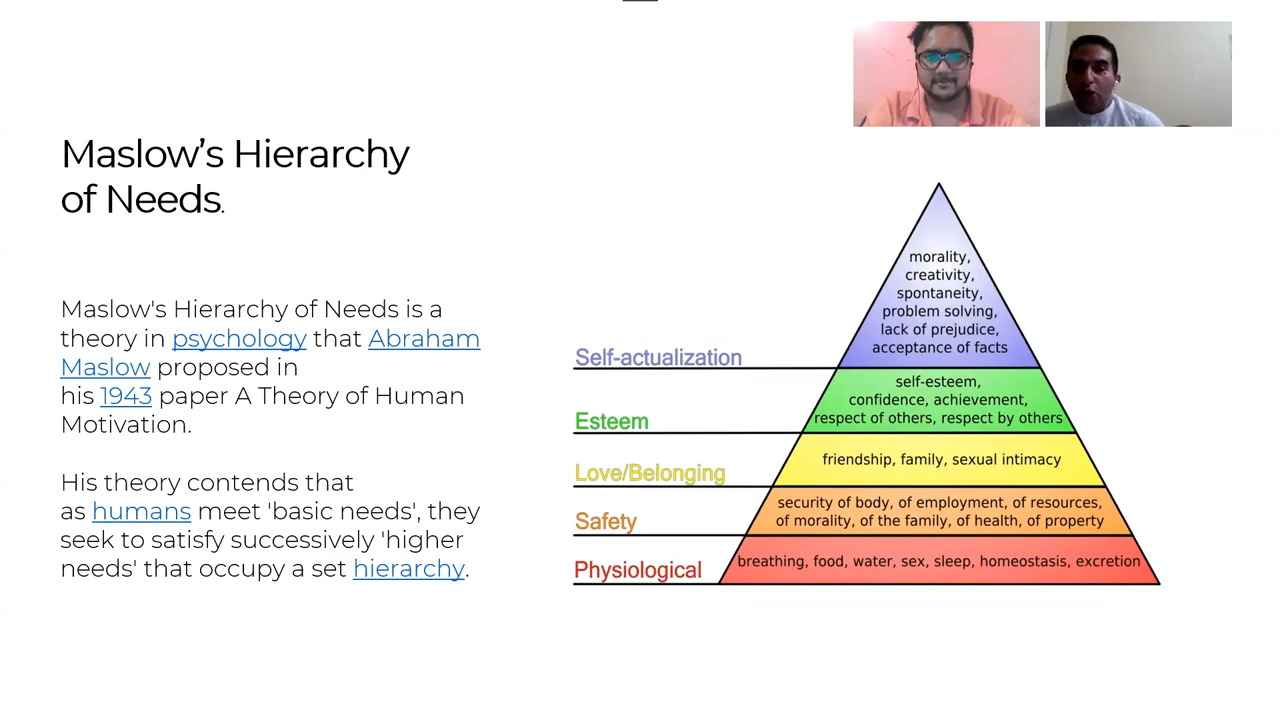 Maslow's Hierarchy
of Needs.
Maslow's Hierarchy of Needs is a
theory in psychology that Abraham
Maslow proposed in
his 1943 paper A Theory of Human
Motivation.
His theory contends that
as humans meet 'basic needs', they
seek to satisfy successively 'higher
needs' that occupy a set hierarchy.
Self-actualization
morality,
creativity,
spontaneity,
problem solving,
lack of prejudice,
acceptance of facts
Esteem
self-esteem,
confidence, achievement,
respect of others, respect by others
Love/Belonging
friendship, family, sexual intimacy
Safety
security of body, of employment, of resources,
of morality, of the family, of health, of property
Physiological
breathing, food, water, sex, sleep, homeostasis, excretion